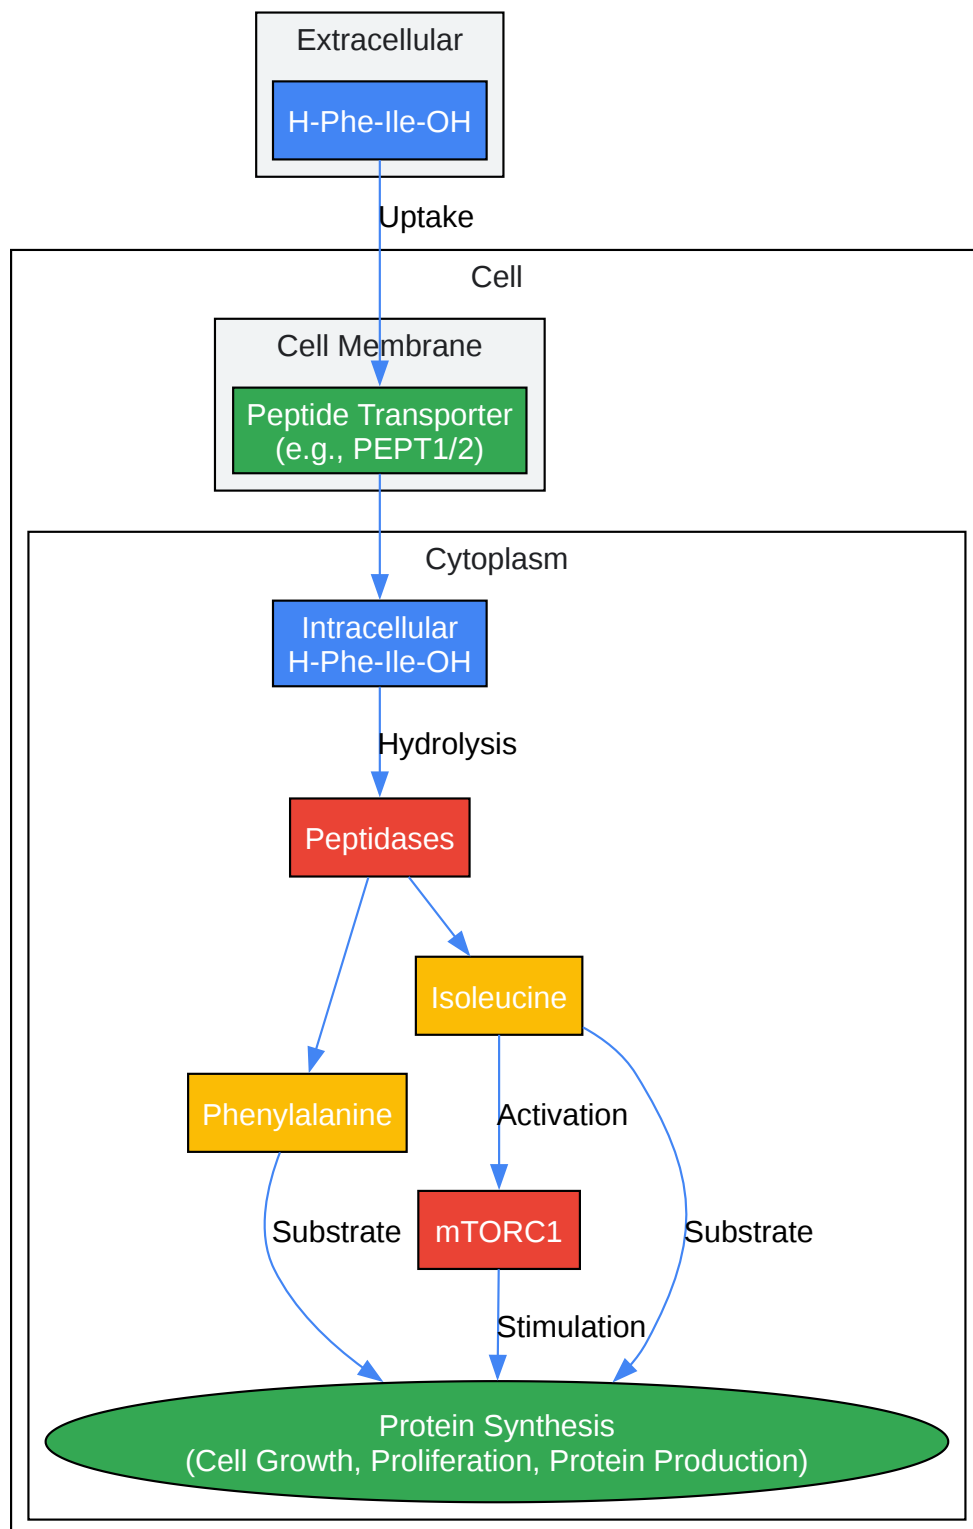 Extracellular
H-Phe-Ile-OH
Uptake
Cell
Cell Membrane
Peptide Transporter
(e.g., PEPT1/2)
Cytoplasm
Intracellular
H-Phe-Ile-OH
Hydrolysis
Peptidases
Isoleucine
Phenylalanine
Activation
Substrate
mTORC1
Substrate
Stimulation
Protein Synthesis
(Cell Growth, Proliferation, Protein Production)